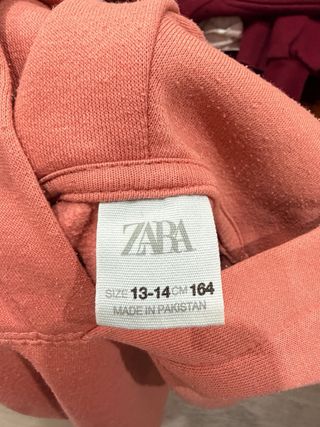 ZARA
SIZE 13-14 CM 164
MADE IN PAKISTAN